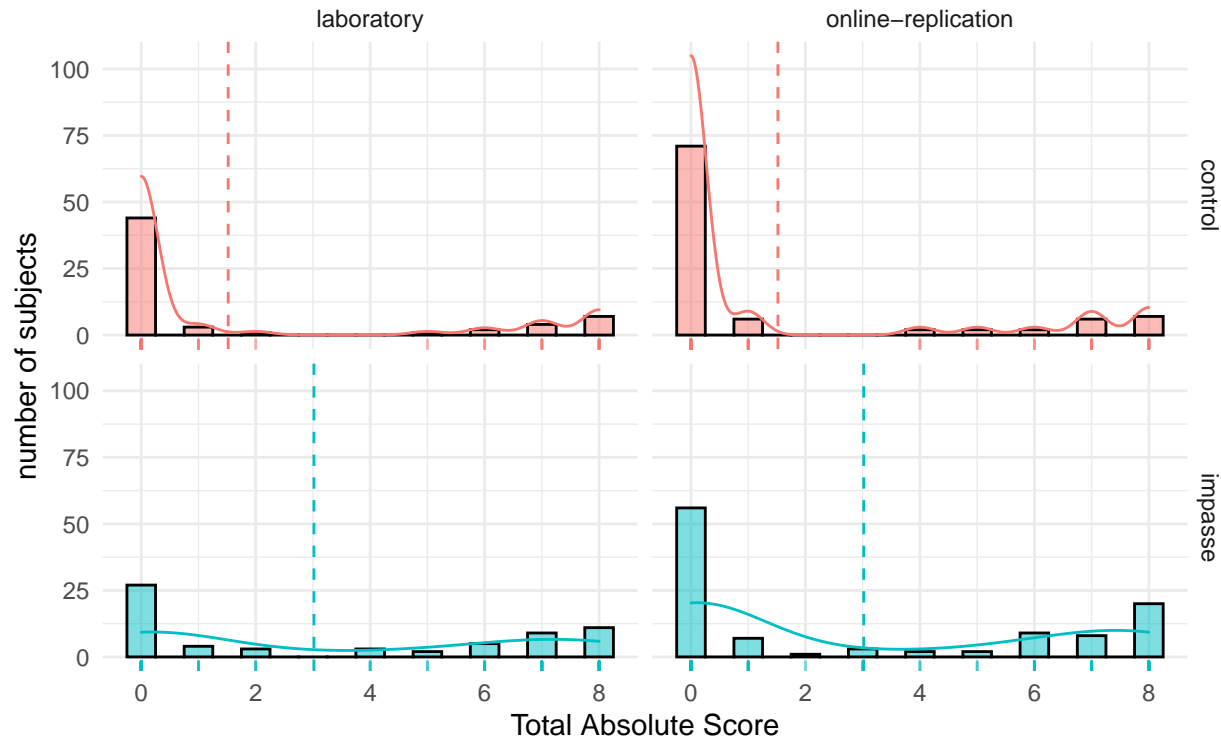 laboratory
online−replication
100
75
50
25
0
control
100
75
50
25
0
impasse
number of subjects
0 2 4 6 8
0 2 4 6 8
Total Absolute Score